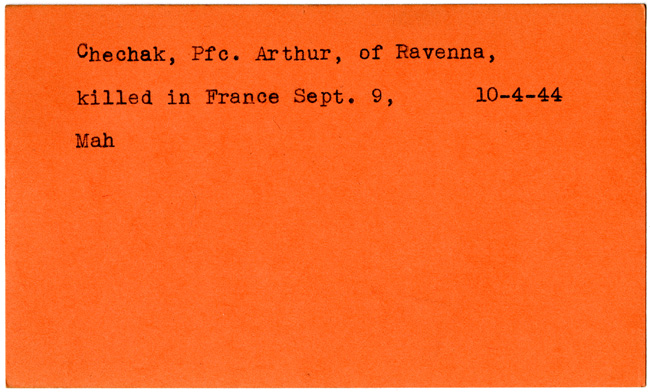 Chechak, Pfc. Arthur, of Ravenna,
killed in France Sept. 9, 10-4-44
Mah